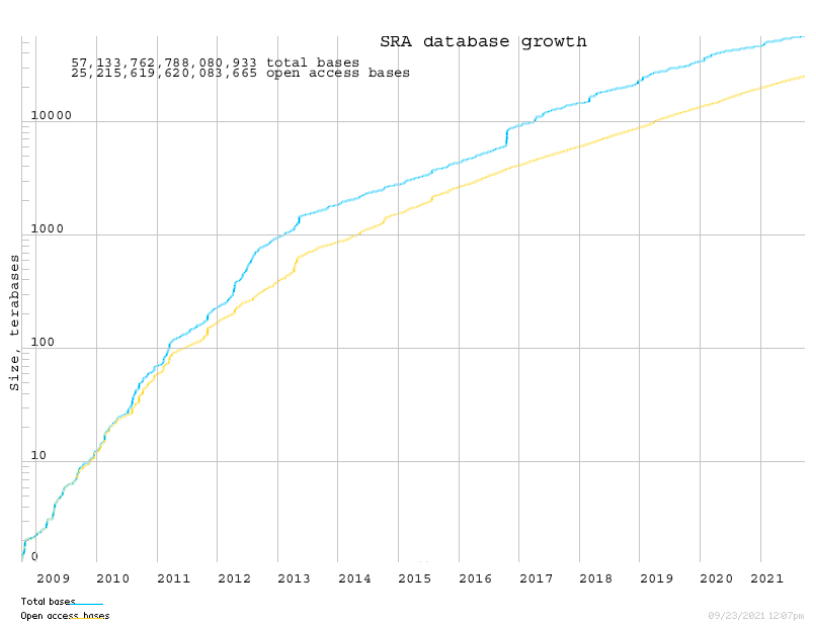 SRA database growth
57,133,762,788,080,933 total bases
25,215,619,620,083,665 open access bases
10000
1000
100
10
0
Size, terabases
2009 2010 2011 2012 2013 2014 2015 2016 2017 2018 2019 2020 2021
Total bases
Open access bases
09/23/2021 12:07pm